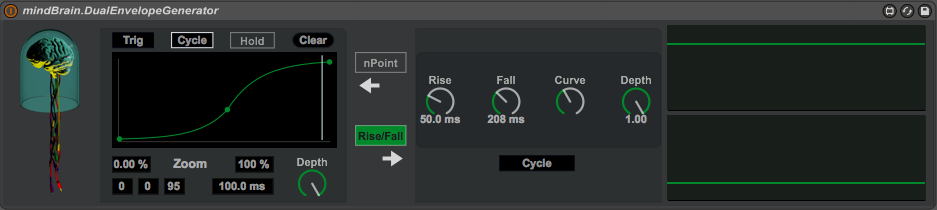 mindBrain.DualEnvelopeGenerator
Trig Cycle Hold Clear
nPoint
Rise/Fall
0.00 % Zoom 100 % Depth
0 0 95 100.0 ms
Rise Fall Curve Depth
50.0 ms 208 ms 1.00
Cycle